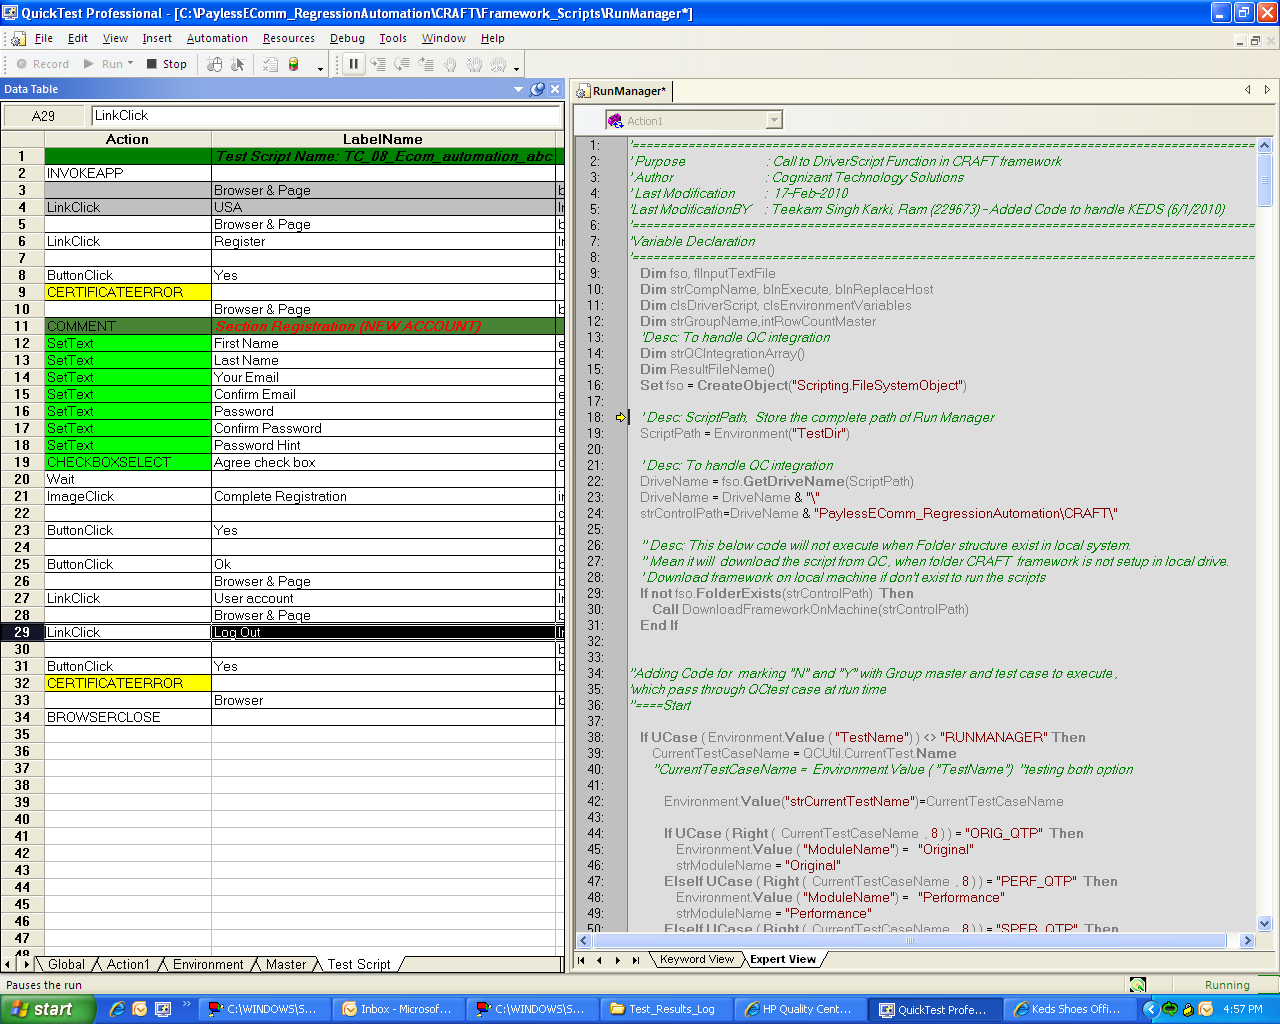 QuickTest Professional - [C:\PaylessEComm_RegressionAutomation\CRAFT\Framework_Scripts\RunManager*]
File Edit View Insert Automation Resources Debug Tools Window Help
Record Run Stop
Data Table
A29 LinkClick
Action LabelName
1 Test Script Name: TC_08_Ecom_automation_abc
2 INVOKEAPP
3 Browser & Page
4 LinkClick USA
5 Browser & Page
6 LinkClick Register
7
8 ButtonClick Yes
9 CERTIFICATEERROR
10 Browser & Page
11 COMMENT Section Registration (NEW ACCOUNT)
12 SetText First Name
13 SetText Last Name
14 SetText Your Email
15 SetText Confirm Email
16 SetText Password
17 SetText Confirm Password
18 SetText Password Hint
19 CHECKBOXSELECT Agree check box
20 Wait
21 ImageClick Complete Registration
22
23 ButtonClick Yes
24
25 ButtonClick Ok
26 Browser & Page
27 LinkClick User account
28 Browser & Page
29 LinkClick Log Out
30
31 ButtonClick Yes
32 CERTIFICATEERROR
33 Browser
34 BROWSERCLOSE
35
36
37
38
39
40
41
42
43
44
45
46
47
48
Global Action1 Environment Master Test Script
RunManager*
Action1
1: '==============================================================
2: ' Purpose : Call to DriverScript Function in CRAFT framework
3: ' Author : Cognizant Technology Solutions
4: ' Last Modification : 17-Feb-2010
5: 'Last ModificationBY : Teekam Singh Karki, Ram (229673) – Added Code to handle KEDS (6/1/2010)
6: '==============================================================
7: 'Variable Declaration
8: '==============================================================
9: Dim fso, flInputTextFile
10: Dim strCompName, blnExecute, blnReplaceHost
11: Dim clsDriverScript, clsEnvironmentVariables
12: Dim strGroupName,intRowCountMaster
13: 'Desc: To handle QC integration
14: Dim strQCIntegrationArray()
15: Dim ResultFileName()
16: Set fso = CreateObject("Scripting.FileSystemObject")
17:
18: ' Desc: ScriptPath, Store the complete path of Run Manager
19: ScriptPath = Environment("TestDir")
20:
21: ' Desc: To handle QC integration
22: DriveName = fso.GetDriveName(ScriptPath)
23: DriveName = DriveName & "\"
24: strControlPath=DriveName & "PaylessEComm_RegressionAutomation\CRAFT\"
25:
26: '' Desc: This below code will not execute when Folder structure exist in local system.
27: '' Mean it will download the script from QC , when folder CRAFT framework is not setup in local drive.
28: ' Download framework on local machine if don't exist to run the scripts
29: If not fso.FolderExists(strControlPath) Then
30: Call DownloadFrameworkOnMachine(strControlPath)
31: End If
32:
33:
34: ''Adding Code for marking "N" and "Y" with Group master and test case to execute ,
35: 'which pass through QCtest case at rtun time
36: ''====Start
37:
38: If UCase ( Environment.Value ( "TestName") ) <> "RUNMANAGER" Then
39: CurrentTestCaseName = QCUtil.CurrentTest.Name
40: ''CurrentTestCaseName = Environment.Value ( "TestName") ''testing both option
41:
42: Environment.Value("strCurrentTestName")=CurrentTestCaseName
43:
44: If UCase ( Right ( CurrentTestCaseName , 8 ) ) = "ORIG_QTP" Then
45: Environment.Value ( "ModuleName") = "Original"
46: strModuleName = "Original"
47: ElseIf UCase ( Right ( CurrentTestCaseName , 8 ) ) = "PERF_QTP" Then
48: Environment.Value ( "ModuleName") = "Performance"
49: strModuleName = "Performance"
50: ElseIf UCase ( Right ( CurrentTestCaseName , 8 ) ) = "SPER_QTP" Then
Keyword View Expert View
Pauses the run Running
start C:\WINDOWS\S... Inbox - Microsof... C:\WINDOWS\S... Test_Results_Log HP Quality Cent... QuickTest Profe... Keds Shoes Offi... 4:57 PM